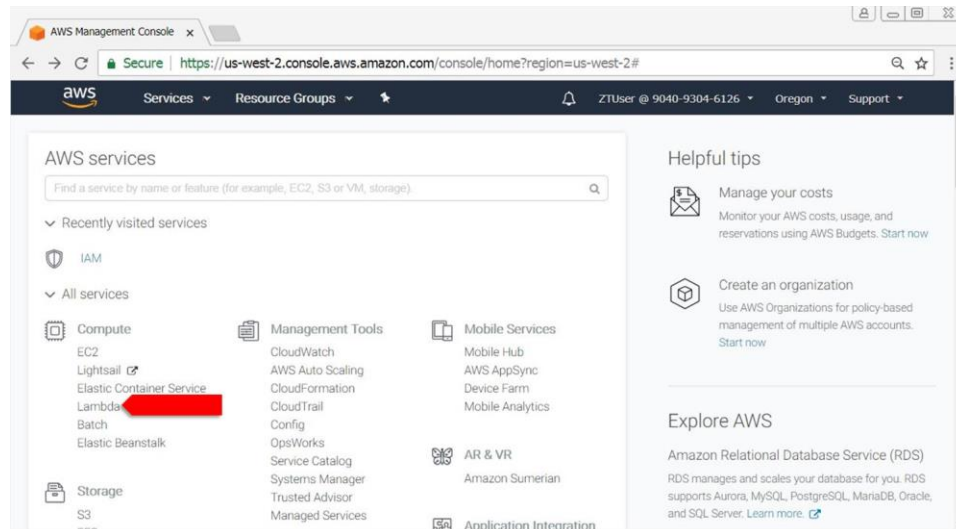 AWS Management Console x
Secure | https://us-west-2.console.aws.amazon.com/console/home?region=us-west-2#
aws Services Resource Groups ZTUser @ 9040-9304-6126 Oregon Support
AWS services
Find a service by name or feature (for example, EC2, S3 or VM, storage).
Recently visited services
IAM
All services
Compute
EC2
Lightsail
Elastic Container Service
Lambda
Batch
Elastic Beanstalk
Storage
S3
Management Tools
CloudWatch
AWS Auto Scaling
CloudFormation
CloudTrail
Config
OpsWorks
Service Catalog
Systems Manager
Trusted Advisor
Managed Services
Mobile Services
Mobile Hub
AWS AppSync
Device Farm
Mobile Analytics
AR & VR
Amazon Sumerian
Application Integration
Helpful tips
Manage your costs
Monitor your AWS costs, usage, and
reservations using AWS Budgets. Start now
Create an organization
Use AWS Organizations for policy-based
management of multiple AWS accounts.
Start now
Explore AWS
Amazon Relational Database Service (RDS)
RDS manages and scales your database for you. RDS
supports Aurora, MySQL, PostgreSQL, MariaDB, Oracle,
and SQL Server. Learn more.